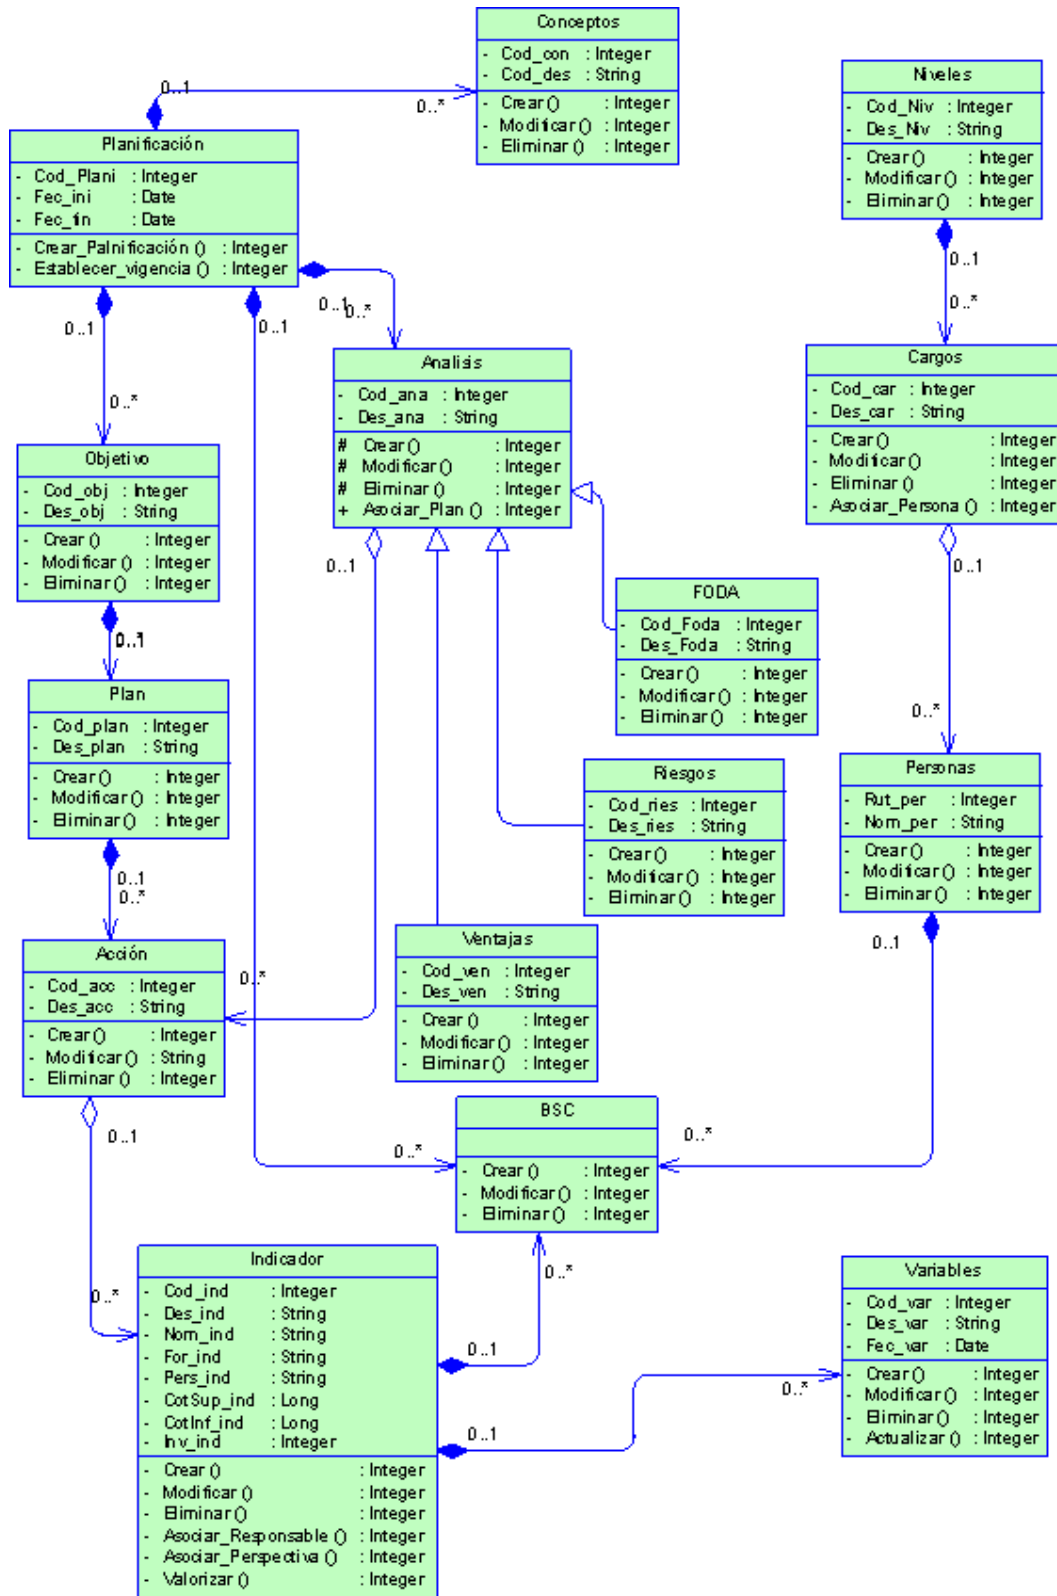 Conceptos
- Cod_con : Integer
- Cod_des : String
- Crear () : Integer
- Modificar () : Integer
- Eliminar () : Integer
0..1
0..*
Niveles
- Cod_Niv : Integer
- Des_Niv : String
- Crear () : Integer
- Modificar () : Integer
- Eliminar () : Integer
0..1
0..*
Planificación
- Cod_Plani : Integer
- Fec_ini : Date
- Fec_fin : Date
- Crear_Palnificación () : Integer
- Establecer_vigencia () : Integer
0..1
0..1
0..1
0..*
0..*
Analisis
- Cod_ana : Integer
- Des_ana : String
# Crear () : Integer
# Modificar () : Integer
# Eliminar () : Integer
+ Asociar_Plan () : Integer
0..1
Cargos
- Cod_car : Integer
- Des_car : String
- Crear () : Integer
- Modificar () : Integer
- Eliminar () : Integer
- Asociar_Persona () : Integer
0..1
0..*
Objetivo
- Cod_obj : Integer
- Des_obj : String
- Crear () : Integer
- Modificar () : Integer
- Eliminar () : Integer
FODA
- Cod_Foda : Integer
- Des_Foda : String
- Crear () : Integer
- Modificar () : Integer
- Eliminar () : Integer
Plan
- Cod_plan : Integer
- Des_plan : String
- Crear () : Integer
- Modificar () : Integer
- Eliminar () : Integer
0..1
0..*
Riesgos
- Cod_ries : Integer
- Des_ries : String
- Crear () : Integer
- Modificar () : Integer
- Eliminar () : Integer
Personas
- Rut_per : Integer
- Nom_per : String
- Crear () : Integer
- Modificar () : Integer
- Eliminar () : Integer
0..1
Acción
- Cod_acc : Integer
- Des_acc : String
- Crear () : Integer
- Modificar () : String
- Eliminar () : Integer
0..*
0..1
Ventajas
- Cod_ven : Integer
- Des_ven : String
- Crear () : Integer
- Modificar () : Integer
- Eliminar () : Integer
BSC
- Crear () : Integer
- Modificar () : Integer
- Eliminar () : Integer
0..*
0..*
0..*
0..*
Indicador
- Cod_ind : Integer
- Des_ind : String
- Nom_ind : String
- For_ind : String
- Pers_ind : String
- CotSup_ind : Long
- CotInf_ind : Long
- Inv_ind : Integer
- Crear () : Integer
- Modificar () : Integer
- Eliminar () : Integer
- Asociar_Responsable () : Integer
- Asociar_Perspectiva () : Integer
- Valorizar () : Integer
0..1
0..1
0..*
Variables
- Cod_var : Integer
- Des_var : String
- Fec_var : Date
- Crear () : Integer
- Modificar () : Integer
- Eliminar () : Integer
- Actualizar () : Integer